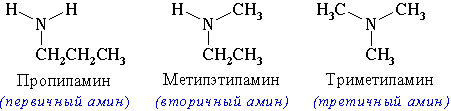 H H H CH₃ H₃C CH₃
N N N
CH₂CH₂CH₃ CH₂CH₃ CH₃
Пропиламин Метилэтиламин Триметиламин
(первичный амин) (вторичный амин) (третичный амин)